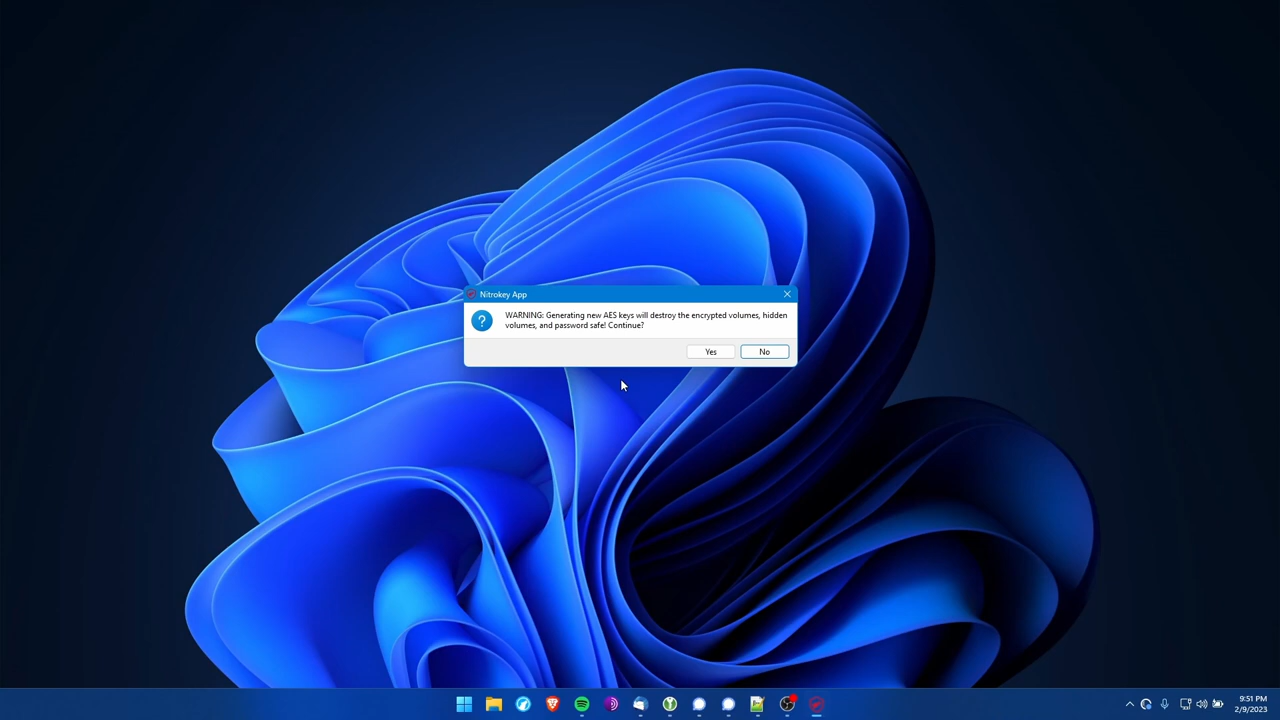 Nitrokey App
WARNING: Generating new AES keys will destroy the encrypted volumes, hidden
volumes, and password safe! Continue?
Yes
No
9:51 PM
2/9/2023